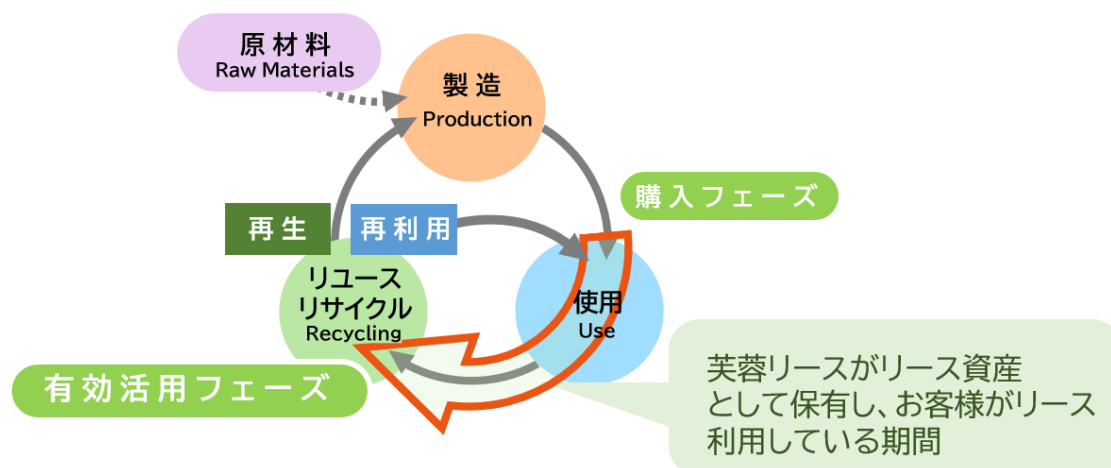 原材料
Raw Materials
製造
Production
購入フェーズ
再生
再利用
リユース
リサイクル
Recycling
使用
Use
有効活用フェーズ
芙蓉リースがリース資産
として保有し、お客様がリース
利用している期間